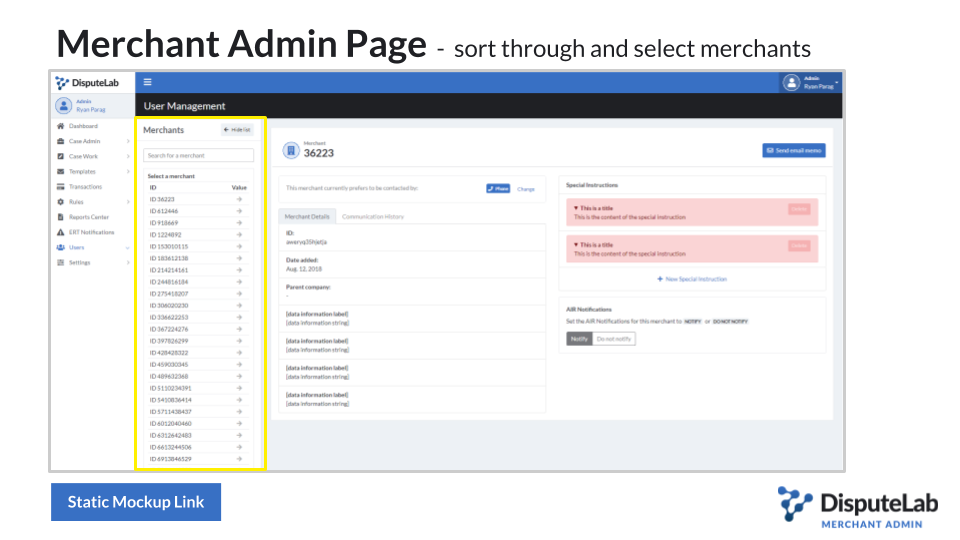 Merchant Admin Page - sort through and select merchants
DisputeLab
Admin
Ryan Parag
Admin
Ryan Parag
User Management
Dashboard
Case Admin
Case Work
Templates
Transactions
Rules
Reports Center
ERT Notifications
Users
Settings
Merchants
Hide list
Search for a merchant
Select a merchant
ID Value
ID 36223
ID 612446
ID 918669
ID 1224892
ID 153010115
ID 183612138
ID 214214161
ID 244816184
ID 275418207
ID 306020230
ID 336622253
ID 367224276
ID 397826299
ID 428428322
ID 459030345
ID 489632368
ID 5110234391
ID 5410836414
ID 5711438437
ID 6012040460
ID 6312642483
ID 6613244506
ID 6913846529
Merchant
36223
Send email memo
This merchant currently prefers to be contacted by:
Phone
Change
Merchant Details
Communication History
ID:
Date added:
Aug. 12, 2018
Parent company:
-
[data information label]
[data information string]
[data information label]
[data information string]
[data information label]
[data information string]
[data information label]
[data information string]
Special Instructions
This is a title
This is the content of the special instruction
Delete
This is a title
This is the content of the special instruction
Delete
+ New Special Instruction
AIR Notifications
Set the AIR Notifications for this merchant to NOTIFY or DO NOT NOTIFY
Notify
Do not notify
Static Mockup Link
DisputeLab
MERCHANT ADMIN